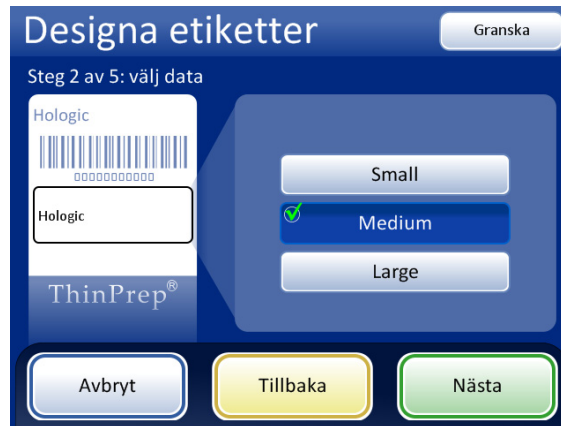 Designa etiketter
Granska
Steg 2 av 5: välj data
Hologic
00000000000
Hologic
ThinPrep®
Small
Medium
Large
Avbryt
Tillbaka
Nästa